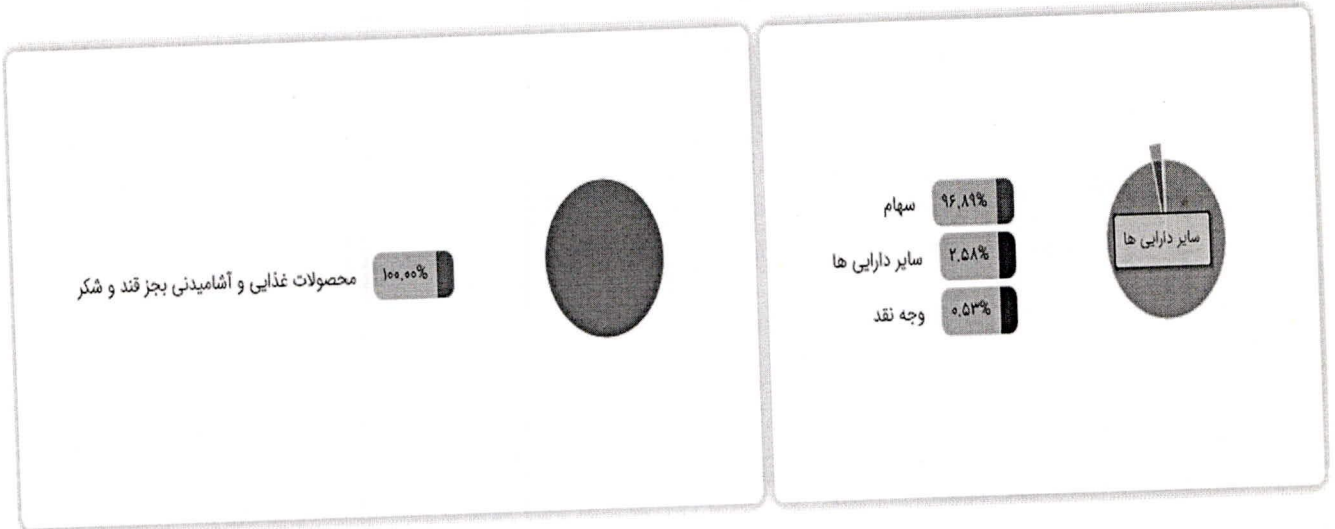 سهام ۹۶.۸۹%
سایر دارایی ها ۲.۵۸%
وجه نقد ۰.۵۳%
سایر دارایی ها
محصولات غذایی و آشامیدنی بجز قند و شکر ۱۰۰.۰۰%